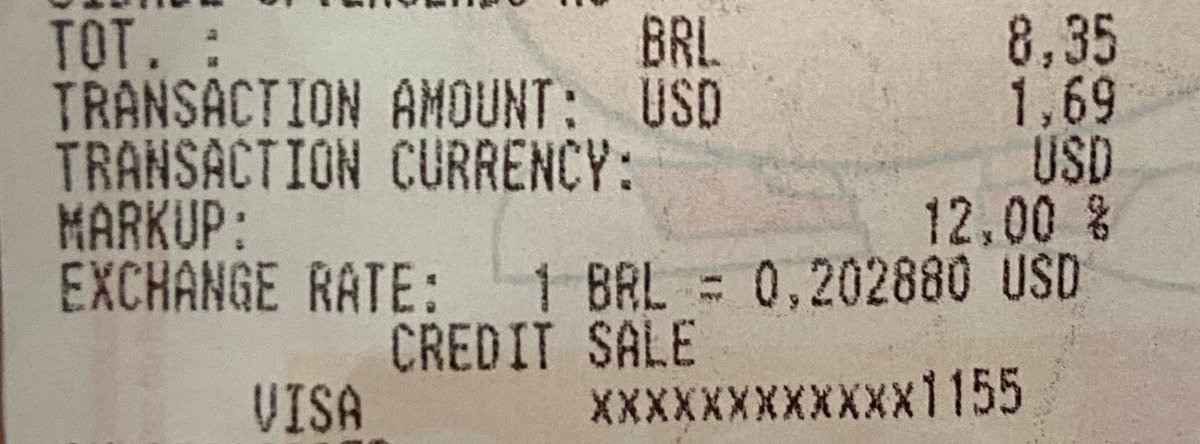 TOT. : BRL 8,35
TRANSACTION AMOUNT: USD 1,69
TRANSACTION CURRENCY: USD
MARKUP: 12,00 %
EXCHANGE RATE: 1 BRL = 0,202880 USD
CREDIT SALE
VISA xxxxxxxxxxxx1155